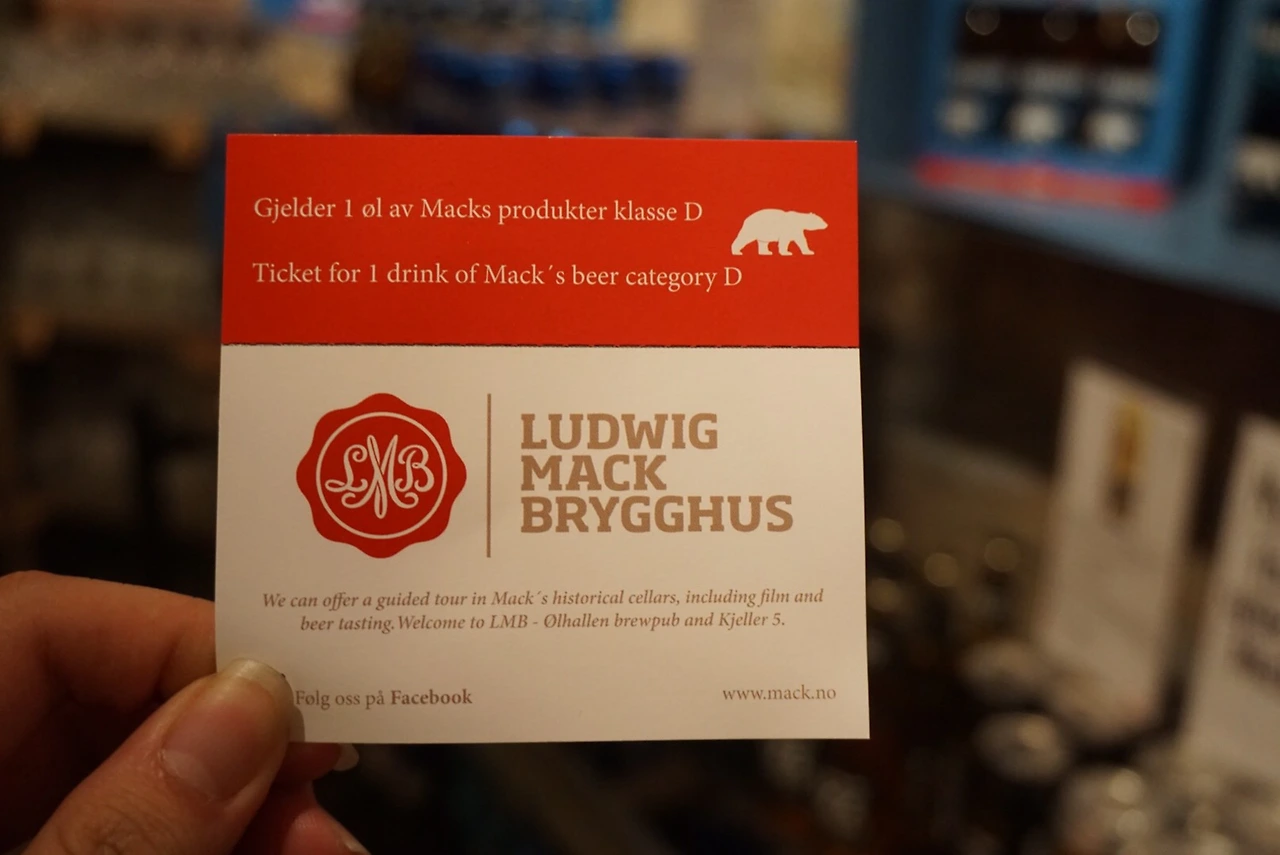 Gjelder 1 øl av Macks produkter klasse D
Ticket for 1 drink of Mack´s beer category D
LMB
LUDWIG
MACK
BRYGGHUS
We can offer a guided tour in Mack´s historical cellars, including film and
beer tasting. Welcome to LMB - Ølhallen brewpub and Kjeller 5.
Følg oss på Facebook
www.mack.no